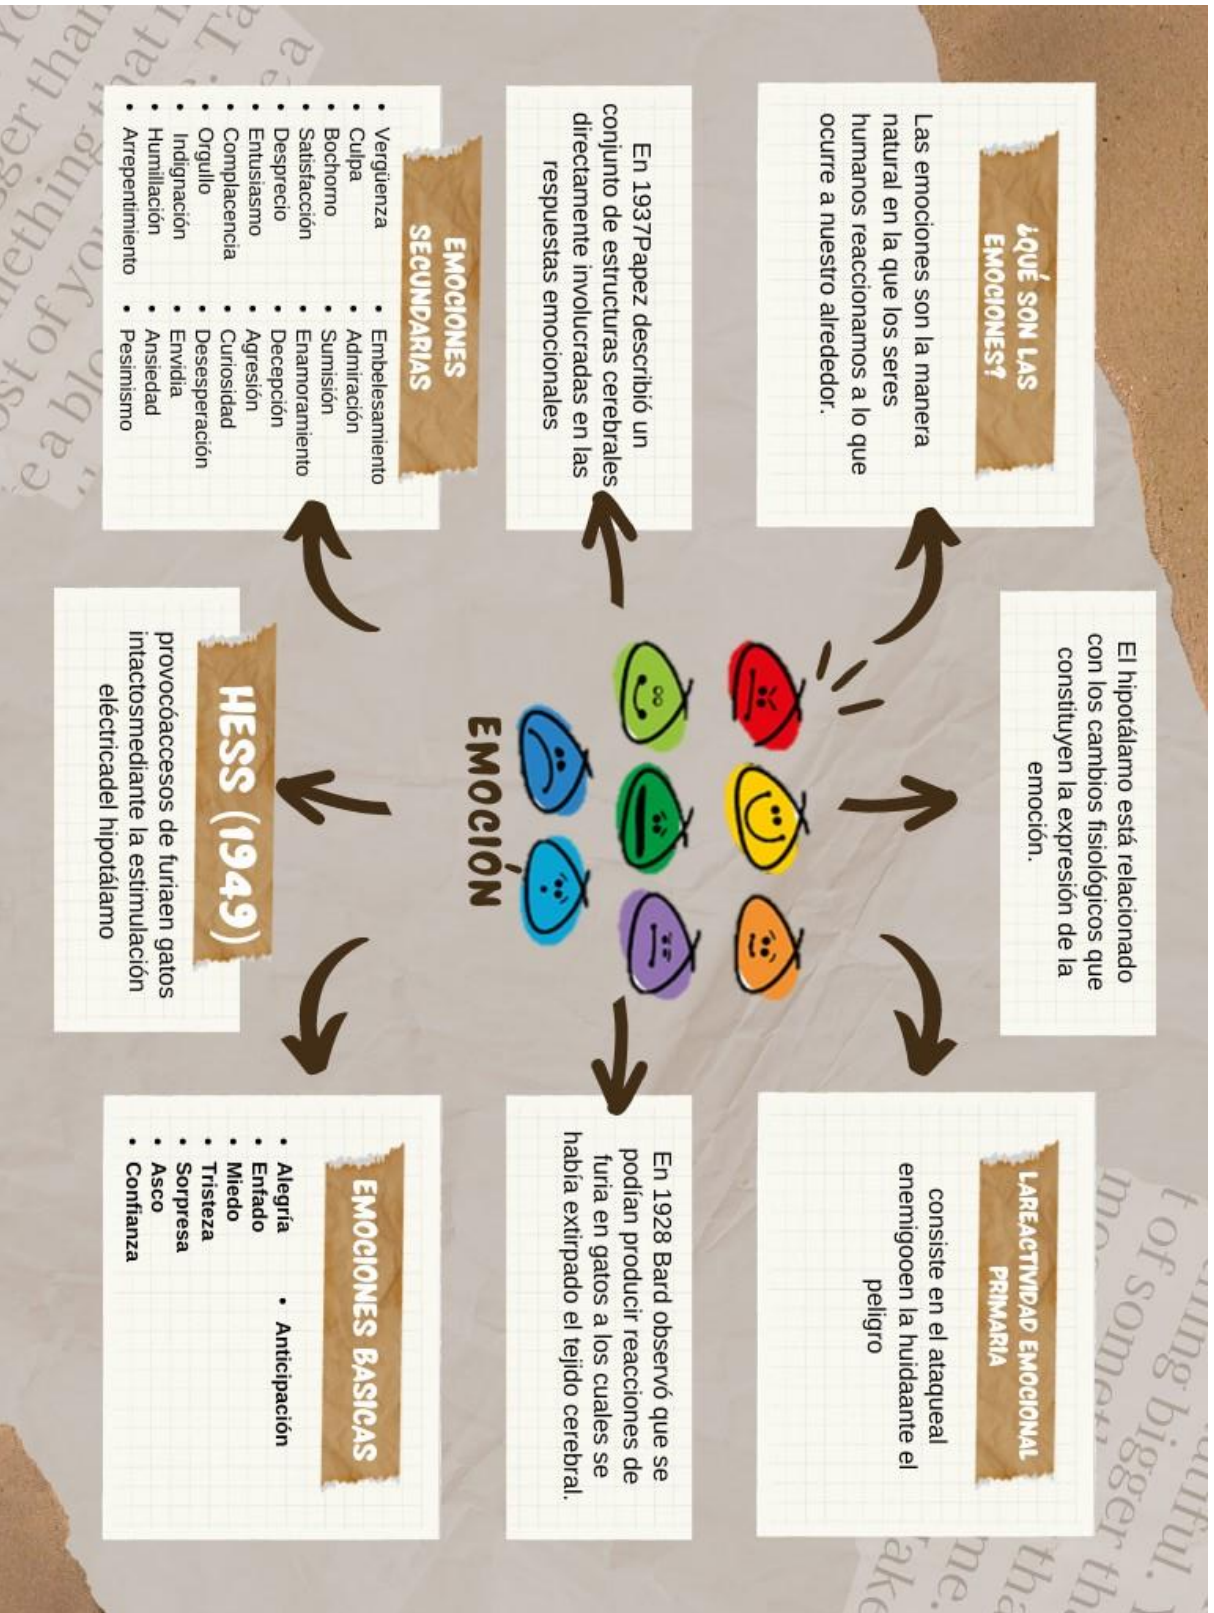 ¿QUÉ SON LAS
EMOCIONES?
Las emociones son la manera
natural en la que los seres
humanos reaccionamos a lo que
ocurre a nuestro alrededor.
El hipotálamo está relacionado
con los cambios fisiológicos que
constituyen la expresión de la
emoción.
LAREACTIVIDAD EMOCIONAL
PRIMARIA
consiste en el ataqueal
enemigooen la huidaante el
peligro
En 1937Papez describió un
conjunto de estructuras cerebrales
directamente involucradas en las
respuestas emocionales
EMOCIÓN
En 1928 Bard observó que se
podían producir reacciones de
furia en gatos a los cuales se
había extirpado el tejido cerebral.
EMOCIONES
SECUNDARIAS
• Vergüenza
• Culpa
• Bochorno
• Satisfacción
• Desprecio
• Entusiasmo
• Complacencia
• Orgullo
• Indignación
• Humillación
• Arrepentimiento
• Embelesamiento
• Admiración
• Sumisión
• Enamoramiento
• Decepción
• Agresión
• Curiosidad
• Desesperación
• Envidia
• Ansiedad
• Pesimismo
HESS (1949)
provocóaccesos de furiaen gatos
intactosmediante la estimulación
eléctricadel hipotálamo
EMOCIONES BASICAS
• Alegría
• Enfado
• Miedo
• Tristeza
• Sorpresa
• Asco
• Confianza
• Anticipación